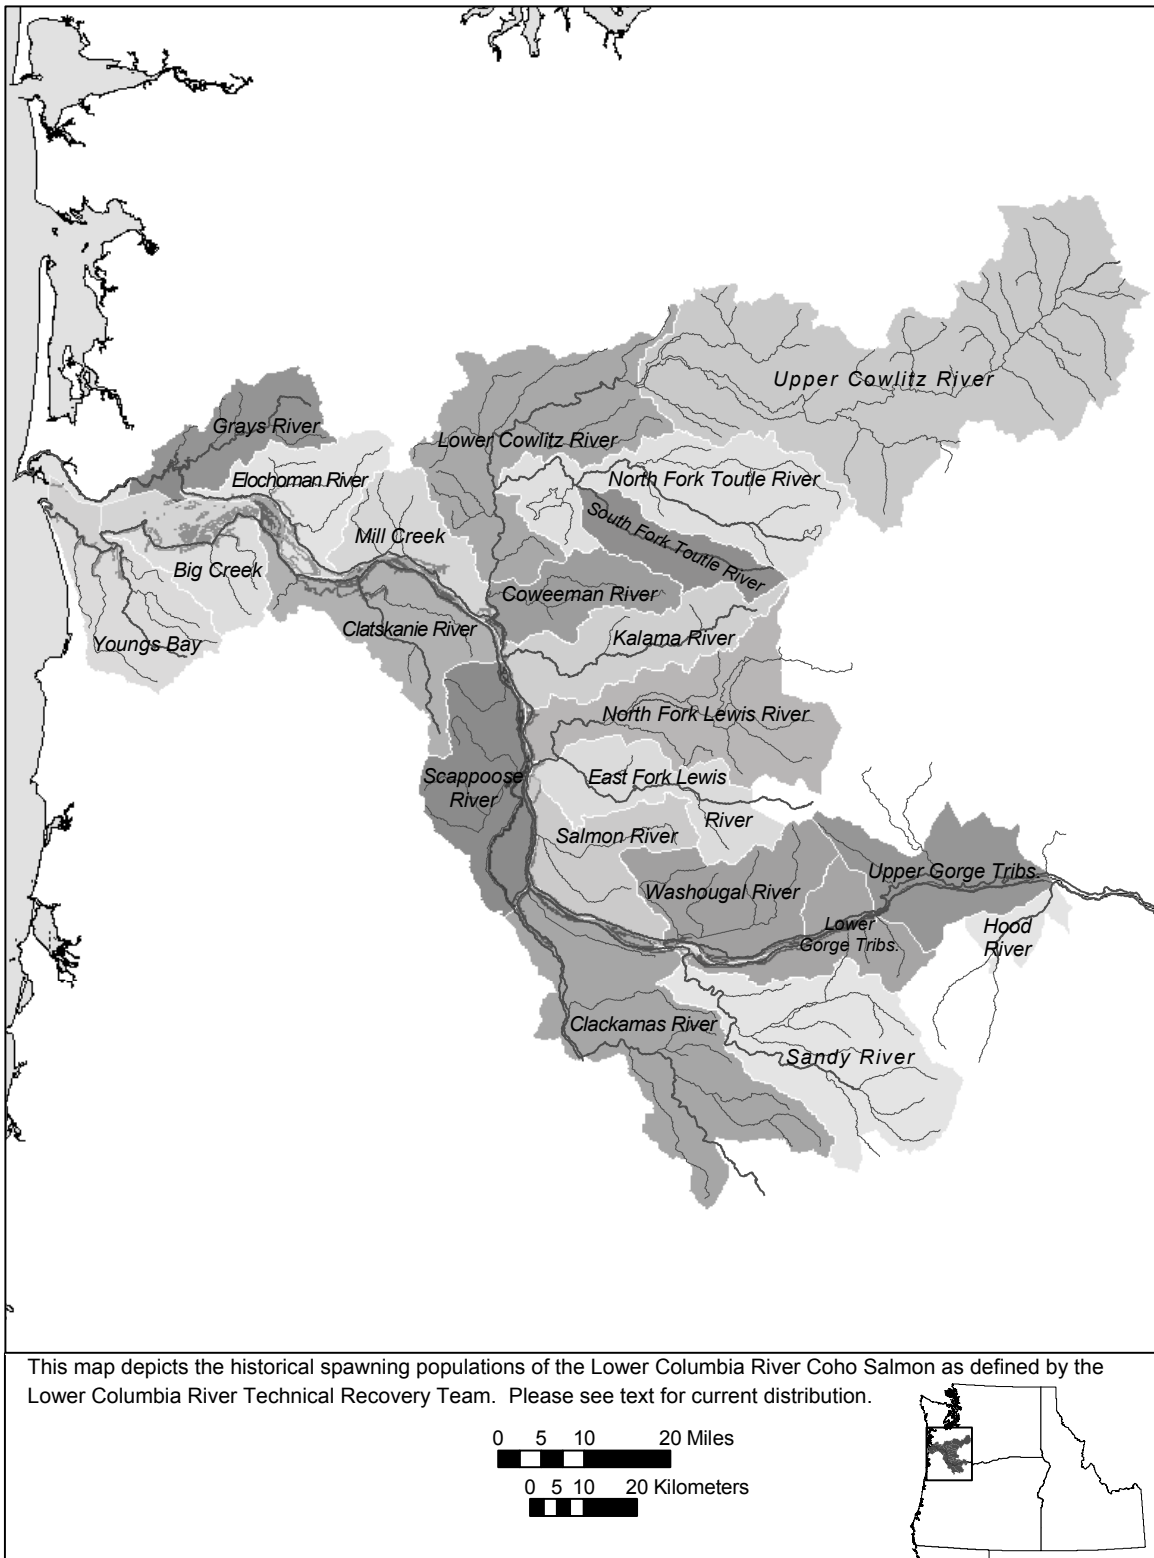 Upper Cowlitz River
Grays River
Lower Cowlitz River
Elochoman River
North Fork Toutle River
Mill Creek
South Fork Toutle River
Big Creek
Coweeman River
Clatskanie River
Kalama River
Youngs Bay
North Fork Lewis River
Scappoose
River
East Fork Lewis
River
Salmon River
Upper Gorge Tribs.
Washougal River
Lower
Gorge Tribs.
Hood
River
Clackamas River
Sandy River
This map depicts the historical spawning populations of the Lower Columbia River Coho Salmon as defined by the
Lower Columbia River Technical Recovery Team.  Please see text for current distribution.
0 5 10 20 Miles
0 5 10 20 Kilometers